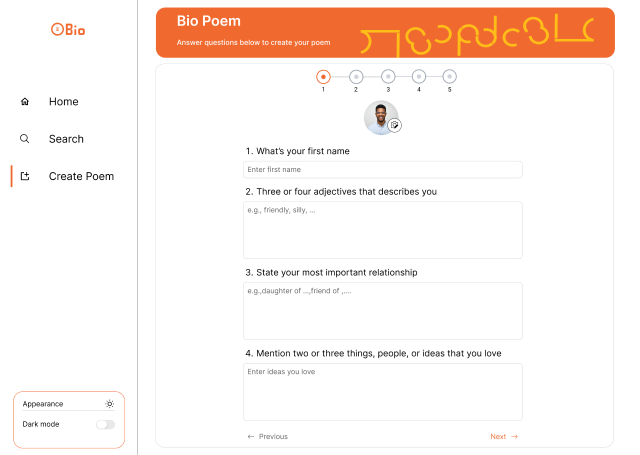 Bio
Home
Search
Create Poem
Appearance
Dark mode
Bio Poem
Answer questions below to create your poem
1 2 3 4 5
1. What's your first name
Enter first name
2. Three or four adjectives that describes you
e.g., friendly, silly, ...
3. State your most important relationship
e.g.,daughter of ...,friend of ,....
4. Mention two or three things, people, or ideas that you love
Enter ideas you love
← Previous
Next →